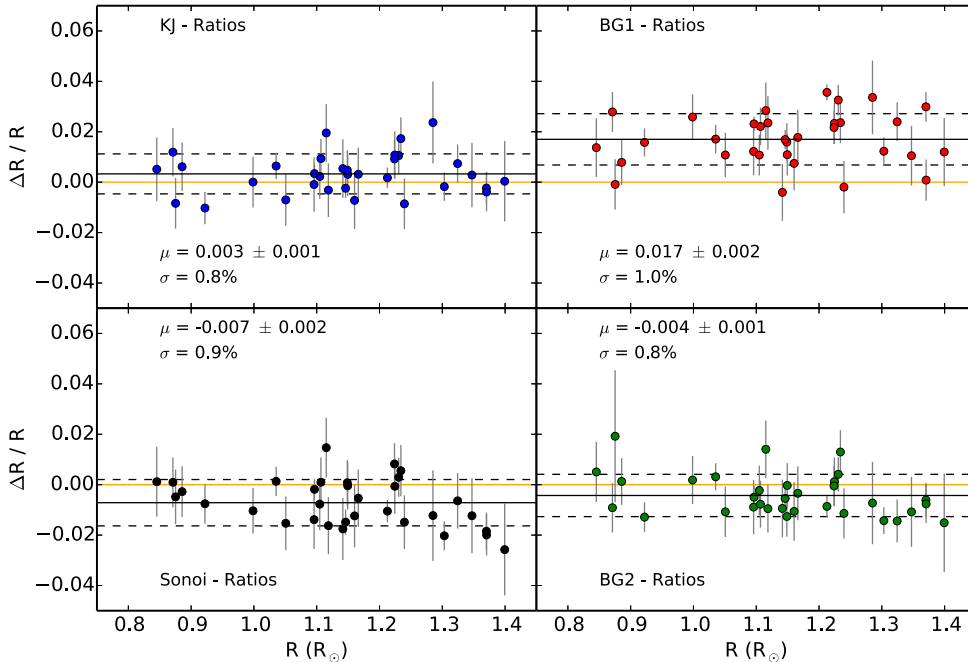 KJ - Ratios
BG1 - Ratios
0.06
0.04
0.02
0.00
−0.02
−0.04
ΔR / R
μ = 0.003 ± 0.001
σ = 0.8%
μ = 0.017 ± 0.002
σ = 1.0%
μ = -0.007 ± 0.002
σ = 0.9%
μ = -0.004 ± 0.001
σ = 0.8%
0.06
0.04
0.02
0.00
−0.02
−0.04
ΔR / R
Sonoi - Ratios
BG2 - Ratios
0.8 0.9 1.0 1.1 1.2 1.3 1.4
0.8 0.9 1.0 1.1 1.2 1.3 1.4
R (R☉)
R (R☉)